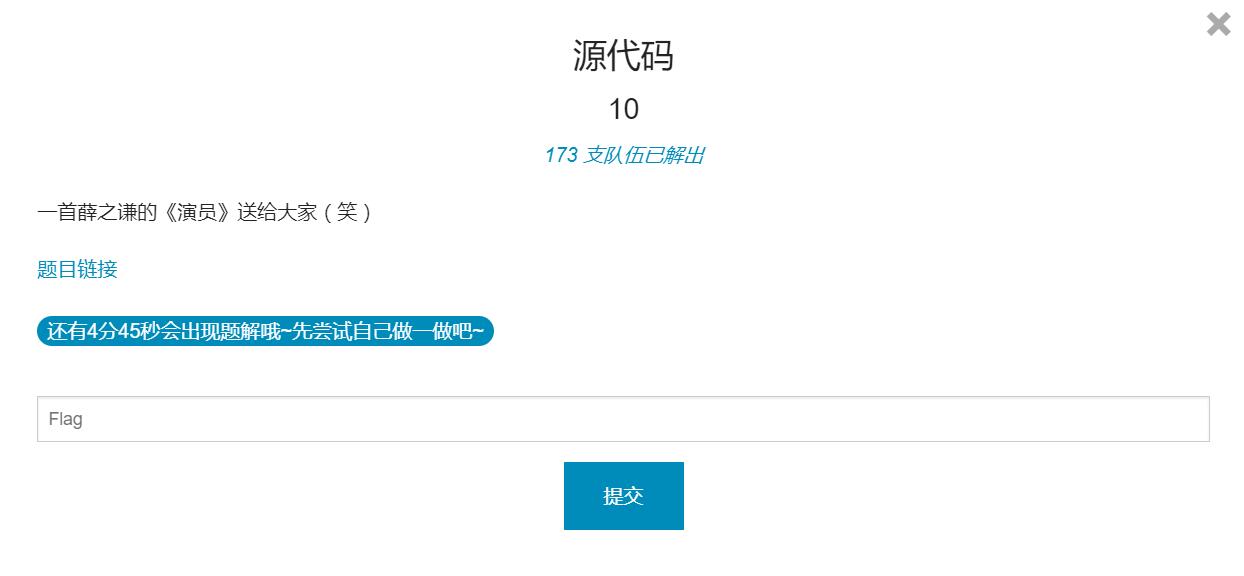 源代码
10
173 支队伍已解出
一首薛之谦的《演员》送给大家（笑）
题目链接
还有4分45秒会出现题解哦~先尝试自己做一做吧~
Flag
提交